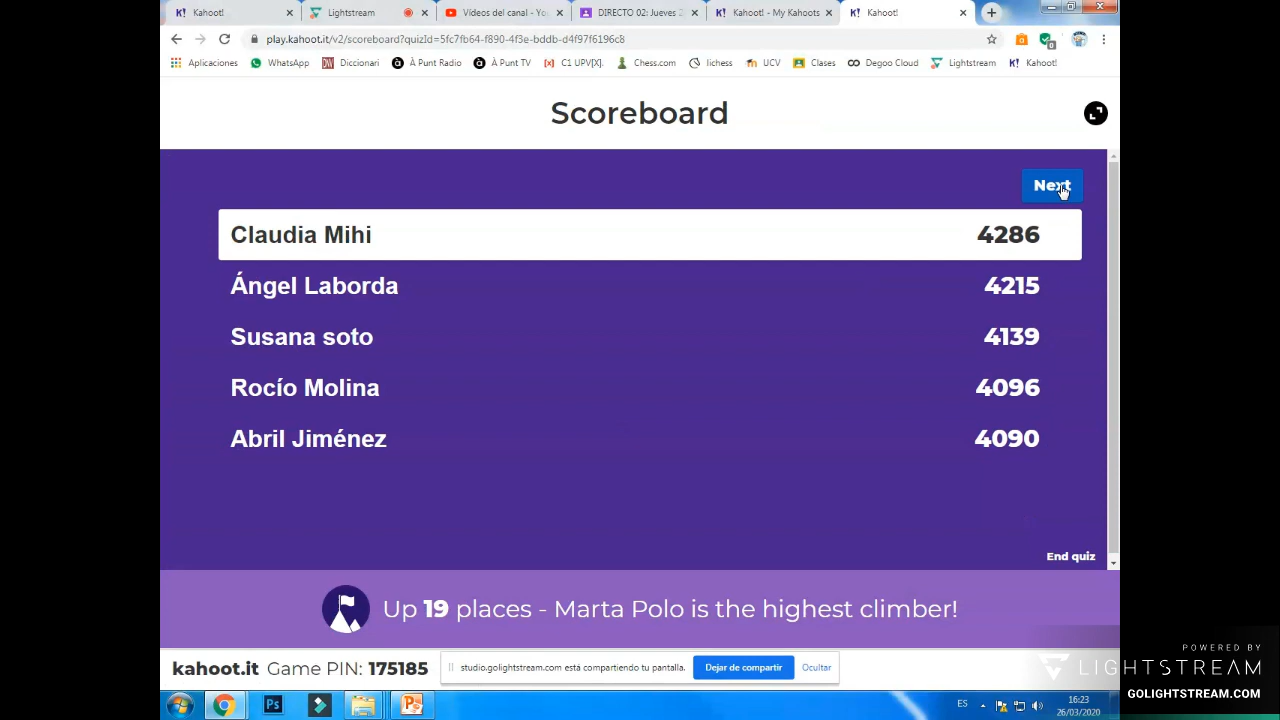 Kahoot!
Lightstream
Vídeos del canal - Yo
DIRECTO 02: Jueves 2
Kahoot! - My Kahoot
Kahoot!
play.kahoot.it/v2/scoreboard?quizId=5fc7fb64-f890-4f3e-bddb-d4f97f6196c8
Aplicaciones WhatsApp Diccionari À Punt Radio À Punt TV C1 UPV[X]. Chess.com lichess UCV Clases Degoo Cloud Lightstream Kahoot!
Scoreboard
Next
Claudia Mihi 4286
Ángel Laborda 4215
Susana soto 4139
Rocío Molina 4096
Abril Jiménez 4090
End quiz
Up 19 places - Marta Polo is the highest climber!
kahoot.it Game PIN: 175185
studio.golightstream.com está compartiendo tu pantalla. Dejar de compartir Ocultar
POWERED BY
LIGHTSTREAM
GOLIGHTSTREAM.COM
ES
16:23
26/03/2020